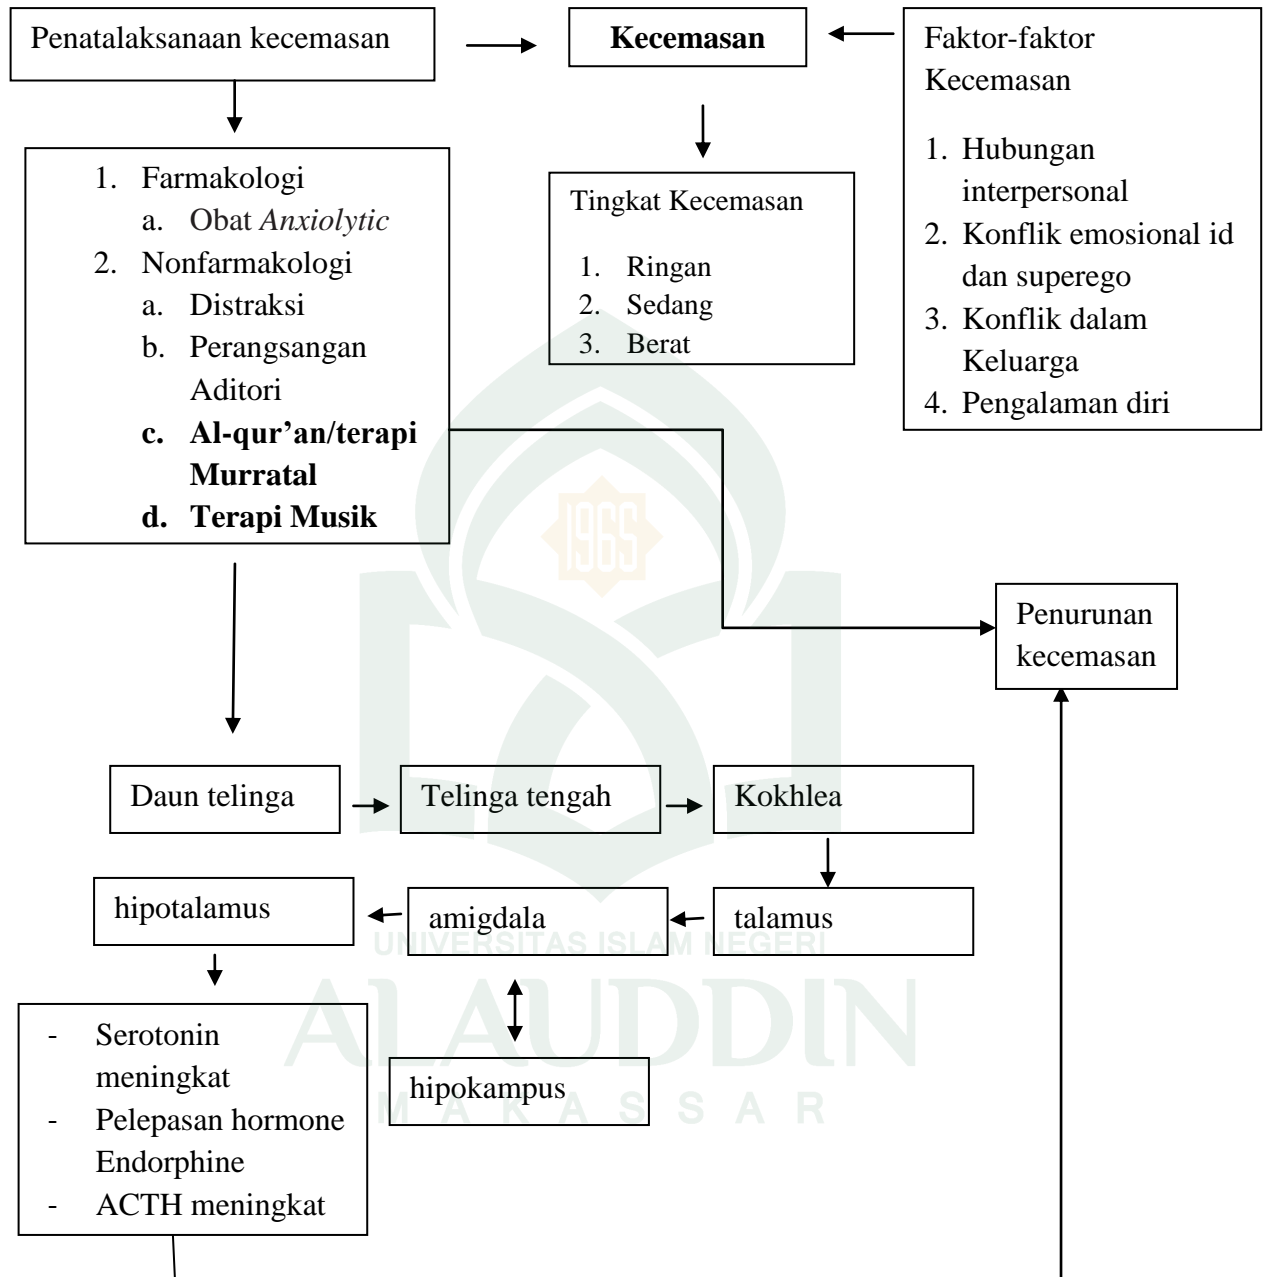 Penatalaksanaan kecemasan
Kecemasan
Faktor-faktor
Kecemasan
1. Hubungan
interpersonal
2. Konflik emosional id
dan superego
3. Konflik dalam
Keluarga
4. Pengalaman diri
1. Farmakologi
a. Obat Anxiolytic
2. Nonfarmakologi
a. Distraksi
b. Perangsangan
Aditori
c. Al-qur’an/terapi
Murratal
d. Terapi Musik
Tingkat Kecemasan
1. Ringan
2. Sedang
3. Berat
1965
Penurunan
kecemasan
Daun telinga
Telinga tengah
Kokhlea
hipotalamus
amigdala
talamus
UNIVERSITAS ISLAM NEGERI
ALAUDDIN
MAKASSAR
- Serotonin
meningkat
- Pelepasan hormone
Endorphine
- ACTH meningkat
hipokampus